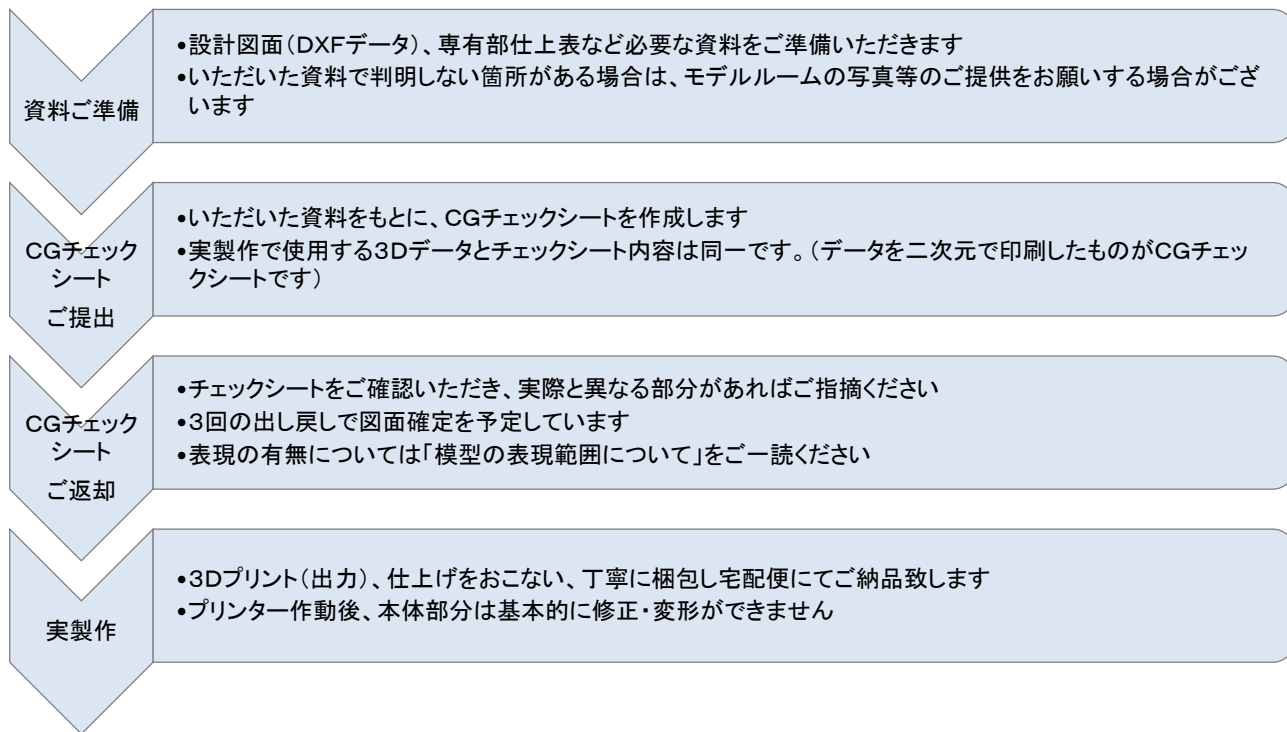 資料ご準備
•設計図面（DXFデータ）、専有部仕上表など必要な資料をご準備いただきます
•いただいた資料で判明しない箇所がある場合は、モデルルームの写真等のご提供をお願いする場合がござ
います
CGチェック
シート
ご提出
•いただいた資料をもとに、CGチェックシートを作成します
•実製作で使用する3Dデータとチェックシート内容は同一です。（データを二次元で印刷したものがCGチェッ
クシートです）
CGチェック
シート
ご返却
•チェックシートをご確認いただき、実際と異なる部分があればご指摘ください
•3回の出し戻しで図面確定を予定しています
•表現の有無については「模型の表現範囲について」をご一読ください
実製作
•3Dプリント（出力）、仕上げをおこない、丁寧に梱包し宅配便にてご納品致します
•プリンター作動後、本体部分は基本的に修正・変形ができません